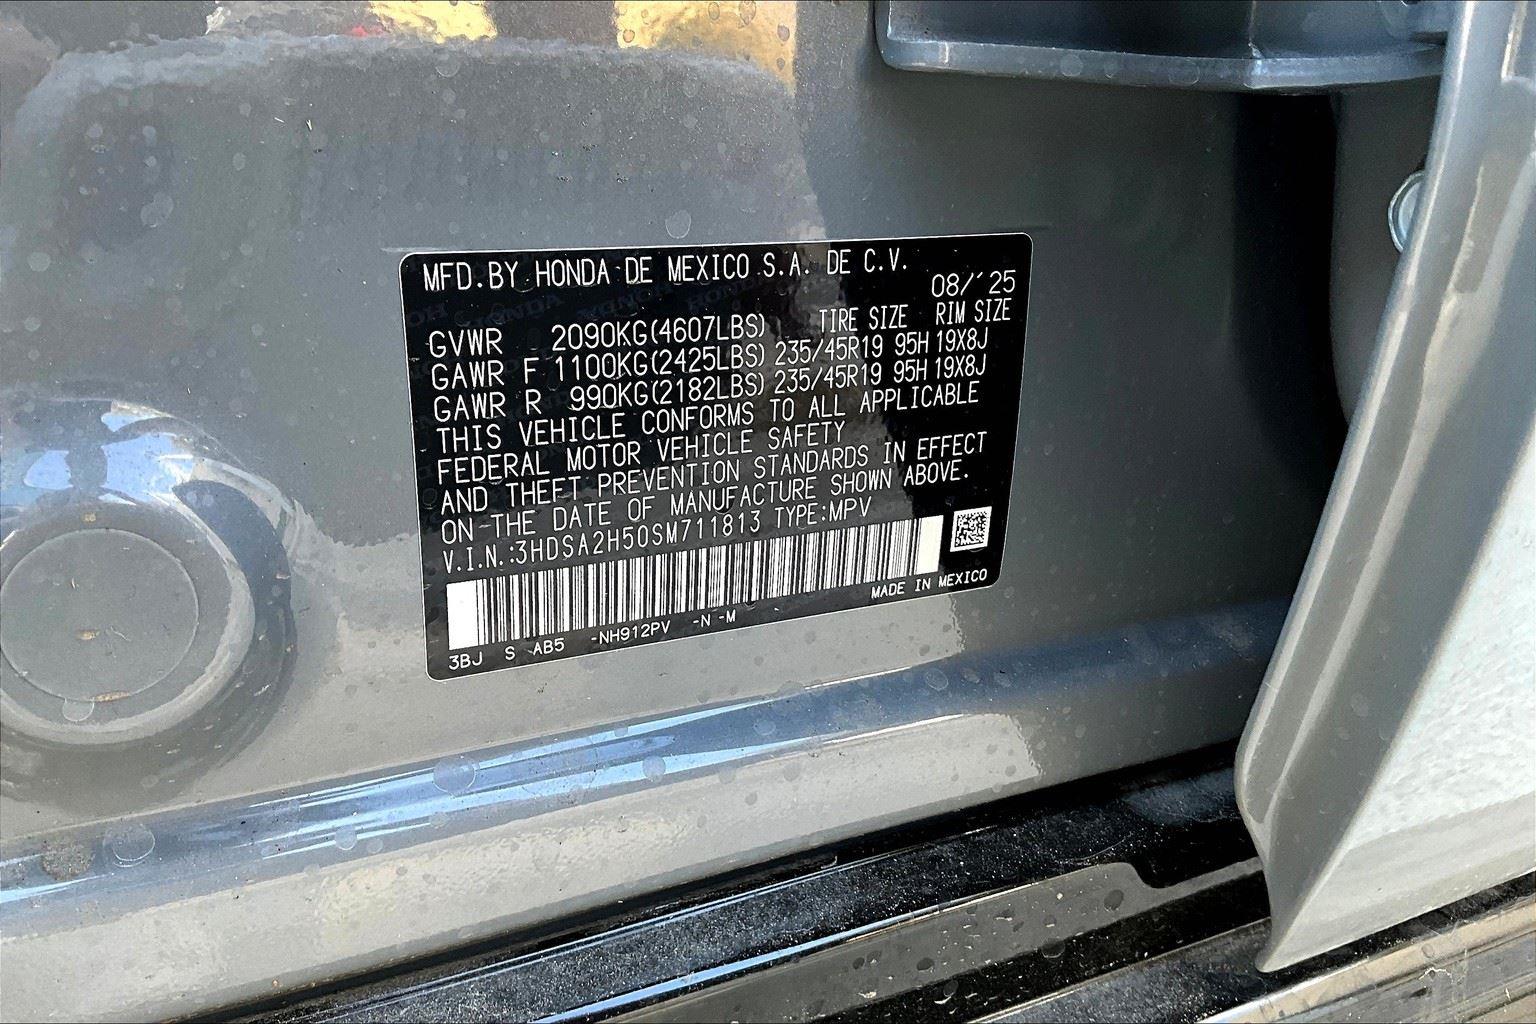 MFD.BY HONDA DE MEXICO S.A. DE C.V.
08/'25
GVWR 2090KG(4607LBS) TIRE SIZE RIM SIZE
GAWR F 1100KG(2425LBS) 235/45R19 95H 19X8J
GAWR R 990KG(2182LBS) 235/45R19 95H 19X8J
THIS VEHICLE CONFORMS TO ALL APPLICABLE
FEDERAL MOTOR VEHICLE SAFETY
AND THEFT PREVENTION STANDARDS IN EFFECT
ON THE DATE OF MANUFACTURE SHOWN ABOVE.
V.I.N.:3HDSA2H50SM711813 TYPE:MPV
MADE IN MEXICO
3BJ S AB5 -NH912PV -N -M